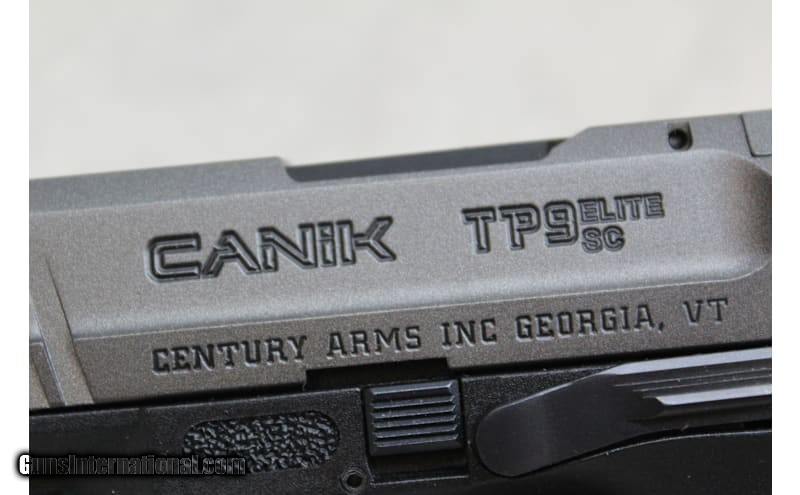 CANiK TP9 ELITE SC
CENTURY ARMS INC GEORGIA, VT
GunsInternational.com